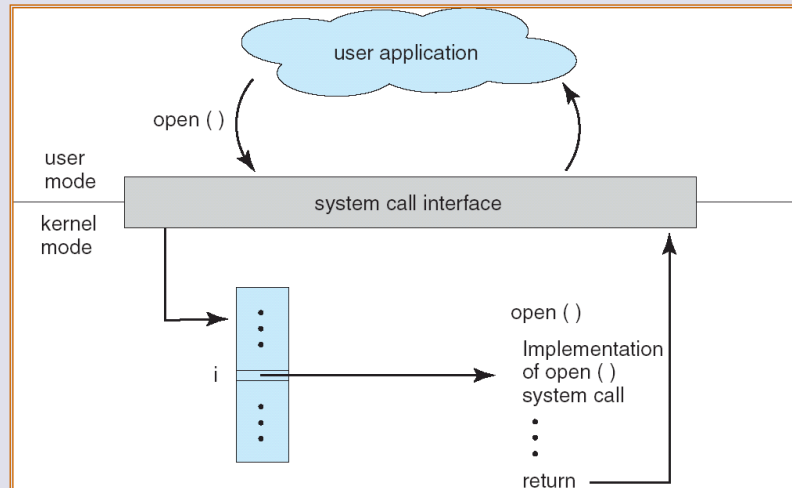 user application
open ( )
user
mode
system call interface
kernel
mode
open ( )
i
Implementation
of open ( )
system call
return